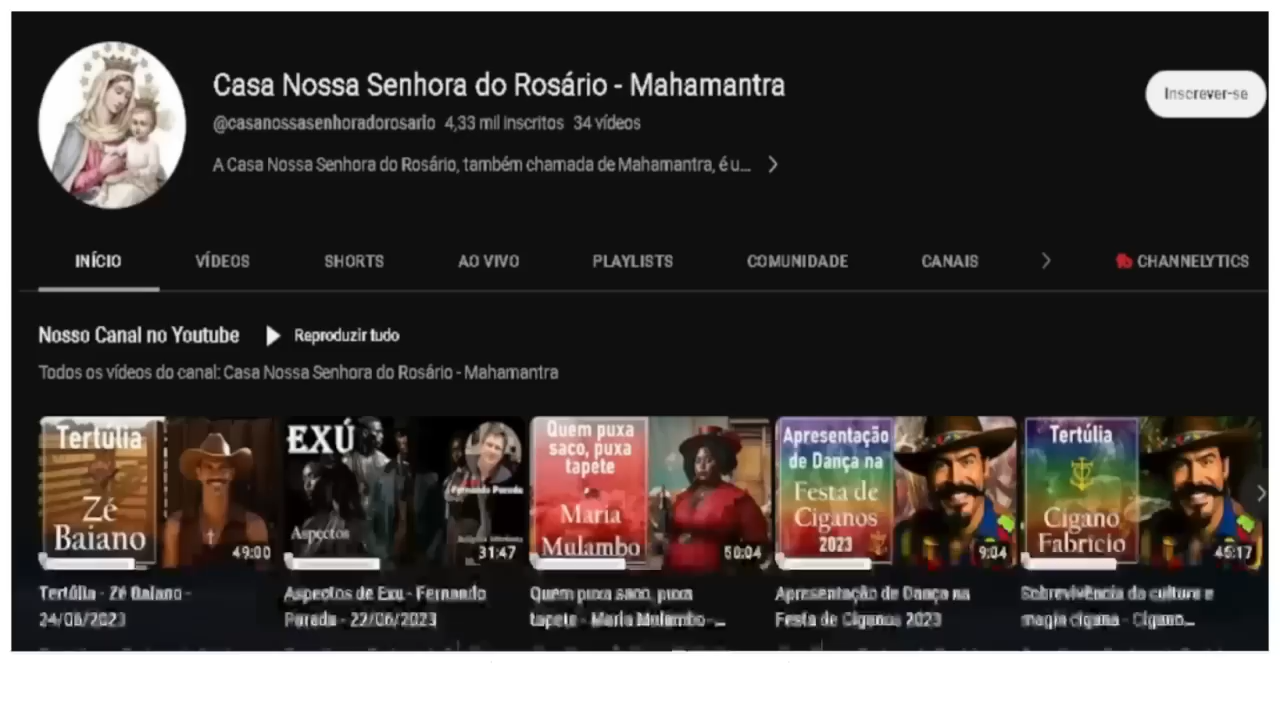 Casa Nossa Senhora do Rosário - Mahamantra
Inscrever-se
@casanossasenhoradorosario 4,33 mil inscritos 34 vídeos
A Casa Nossa Senhora do Rosário, também chamada de Mahamantra, é u...
INÍCIO VÍDEOS SHORTS AO VIVO PLAYLISTS COMUNIDADE CANAIS CHANNELYTICS
Nosso Canal no Youtube Reproduzir tudo
Todos os vídeos do canal: Casa Nossa Senhora do Rosário - Mahamantra
Tertúlia
Zé
Baiano
49:00
EXÚ
Fernando Parada
Aspectos
31:47
Quem puxa
saco, puxa
tapete
Maria
Mulambo
50:04
Apresentação
de Dança na
Festa de
Ciganos
2023
9:04
Tertúlia
Cigano
Fabrício
45:17
Tertúlia - Zé Baiano -
24/06/2023
Aspectos de Exu - Fernando
Parada - 22/06/2023
Quem puxa saco, puxa
tapete - Maria Mulambo -...
Apresentação de Dança na
Festa de Ciganos 2023
Sobrevivência da cultura e
magia cigana - Cigano...